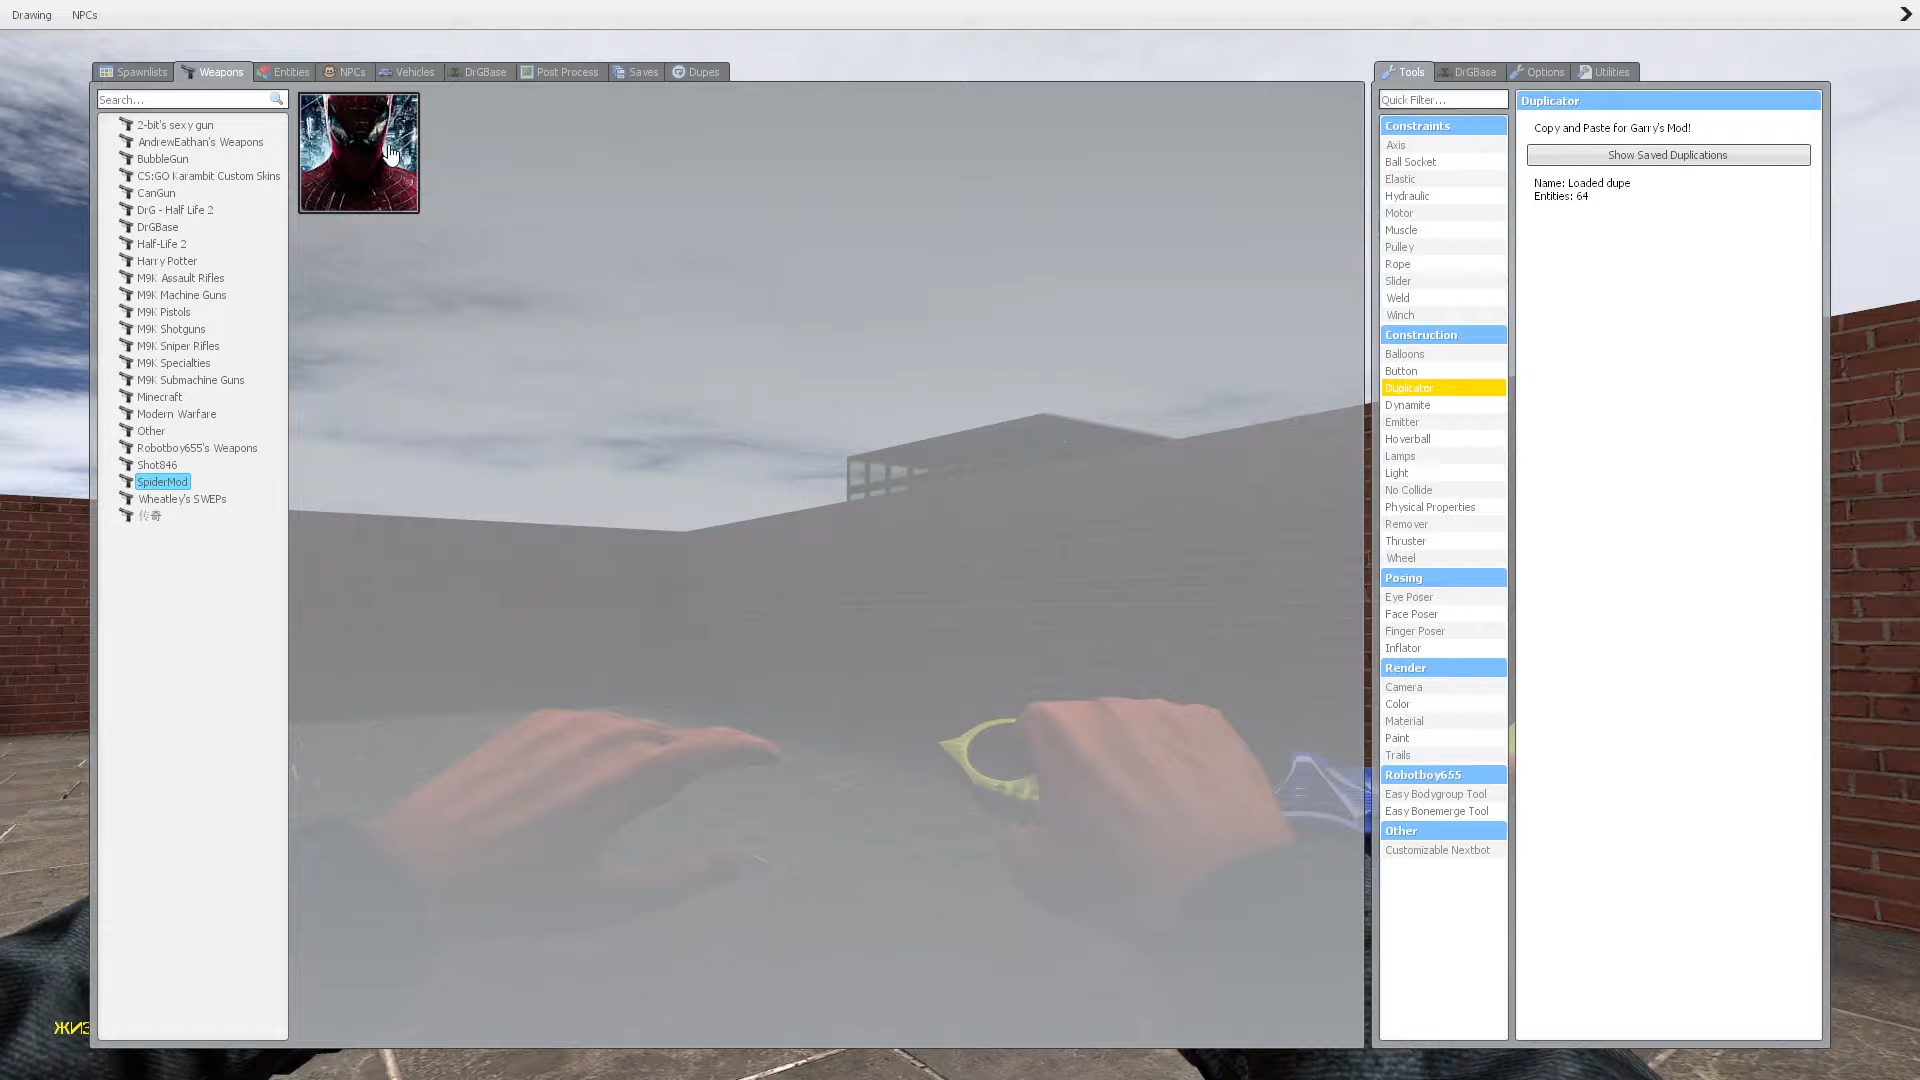 Drawing NPCs
Spawnlists Weapons Entities NPCs Vehicles DrGBase Post Process Saves Dupes
Search...
2-bit's sexy gun
AndrewEathan's Weapons
BubbleGun
CS:GO Karambit Custom Skins
CanGun
DrG - Half Life 2
DrGBase
Half-Life 2
Harry Potter
M9K Assault Rifles
M9K Machine Guns
M9K Pistols
M9K Shotguns
M9K Sniper Rifles
M9K Specialties
M9K Submachine Guns
Minecraft
Modern Warfare
Other
Robotboy655's Weapons
Shot846
SpiderMod
Wheatley's SWEPs
传奇
ЖИЗ
Tools DrGBase Options Utilities
Quick Filter...
Constraints
Axis
Ball Socket
Elastic
Hydraulic
Motor
Muscle
Pulley
Rope
Slider
Weld
Winch
Construction
Balloons
Button
Duplicator
Dynamite
Emitter
Hoverball
Lamps
Light
No Collide
Physical Properties
Remover
Thruster
Wheel
Posing
Eye Poser
Face Poser
Finger Poser
Inflator
Render
Camera
Color
Material
Paint
Trails
Robotboy655
Easy Bodygroup Tool
Easy Bonemerge Tool
Other
Customizable Nextbot
Duplicator
Copy and Paste for Garry's Mod!
Show Saved Duplications
Name: Loaded dupe
Entities: 64